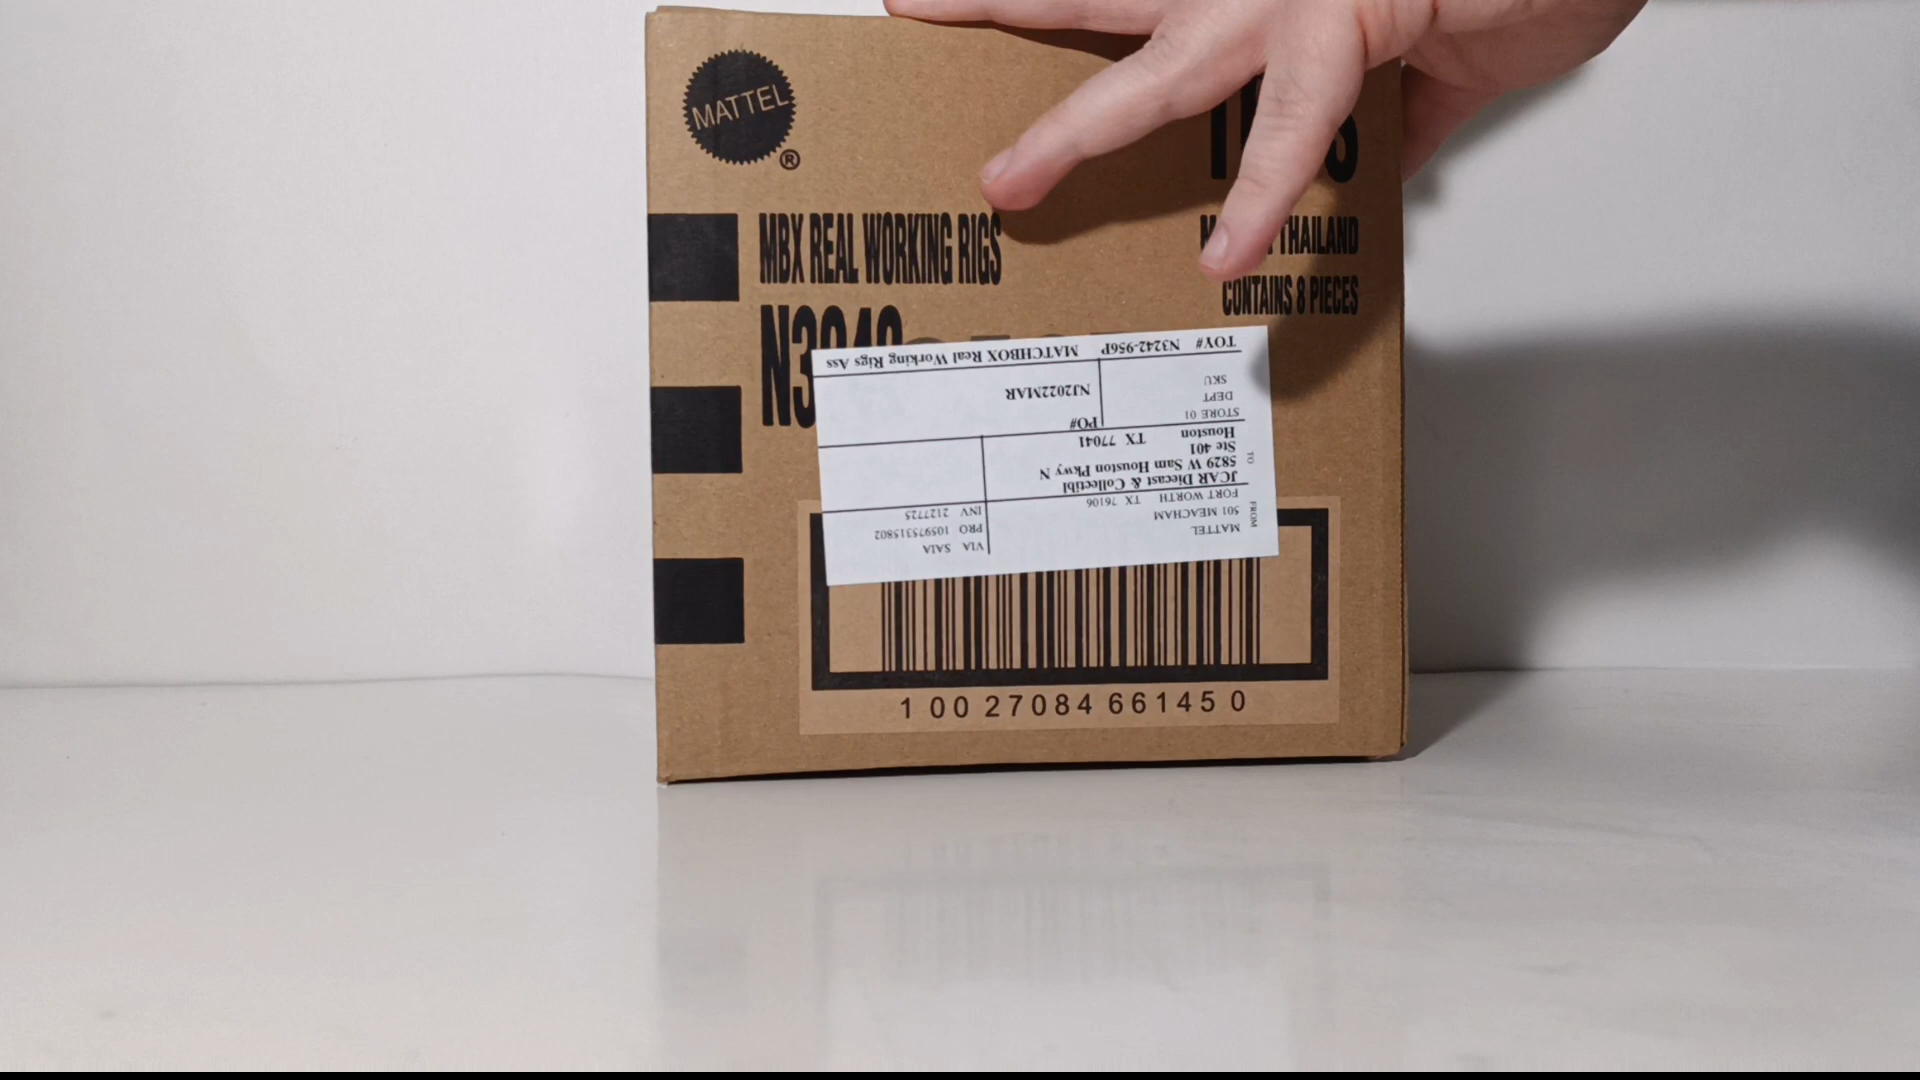 MATTEL
®
MBX REAL WORKING RIGS
THAILAND
CONTAINS 8 PIECES
TOY# N3242-956P MATCHBOX Real Working Rigs Ass
SKU
DEPT
STORE 01
PO#
NJ2022MAR
TO
JCAR Diecast & Collectibl
5829 W Sam Houston Pkwy N
Ste 401
Houston TX 77041
FROM
MATTEL
501 MEACHAM
FORT WORTH TX 76106
VIA SAIA
PRO 105975315802
INV 2127725
1 00 27084 66145 0